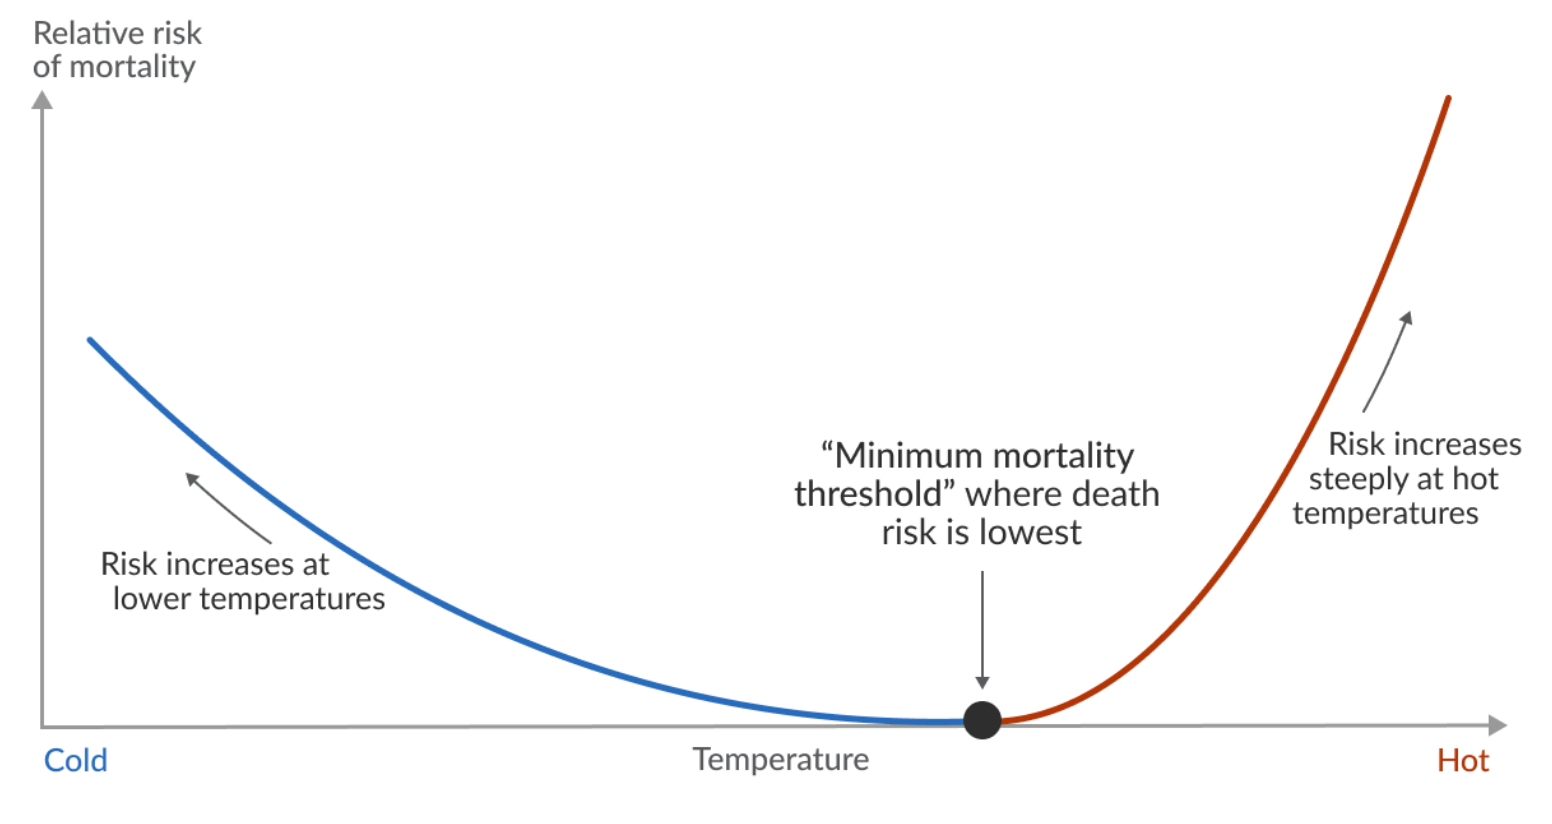 Relative risk
of mortality
“Minimum mortality
threshold” where death
risk is lowest
Risk increases
steeply at hot
temperatures
Risk increases at
lower temperatures
Cold
Temperature
Hot